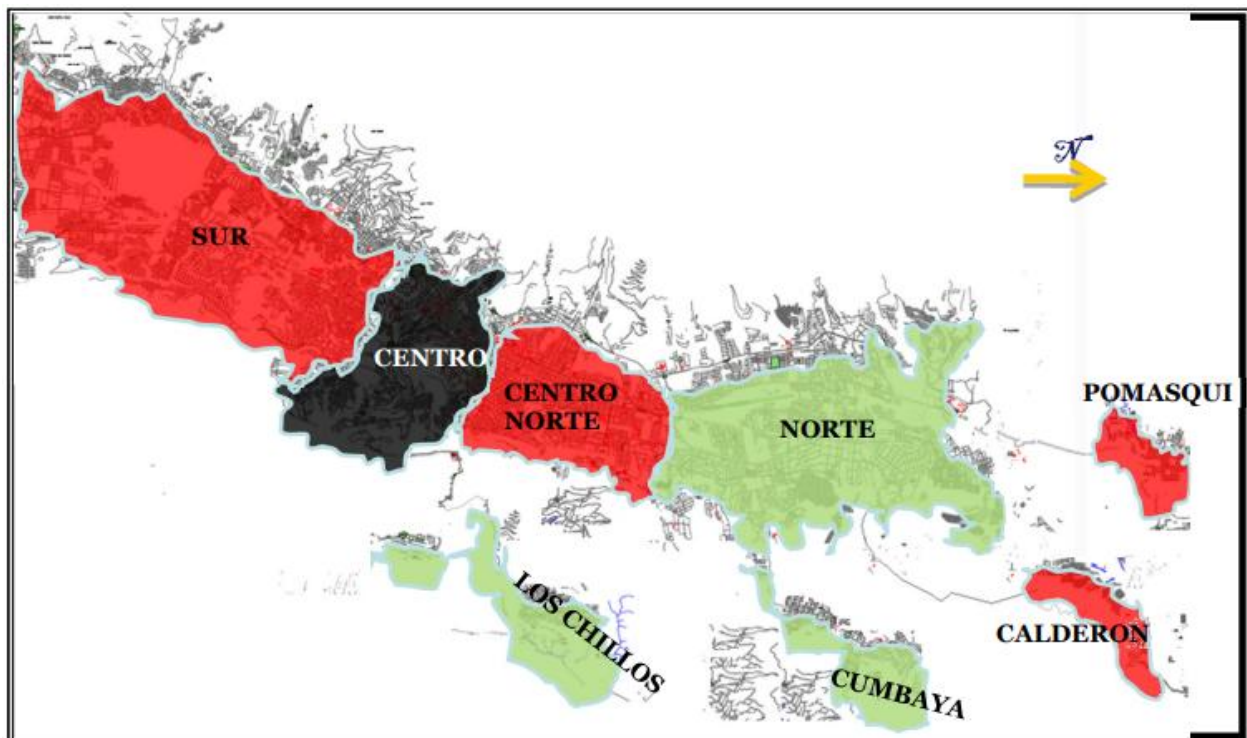 N
SUR
CENTRO
CENTRO
NORTE
NORTE
POMASQUI
LOS CHILLOS
CALDERON
CUMBAYA